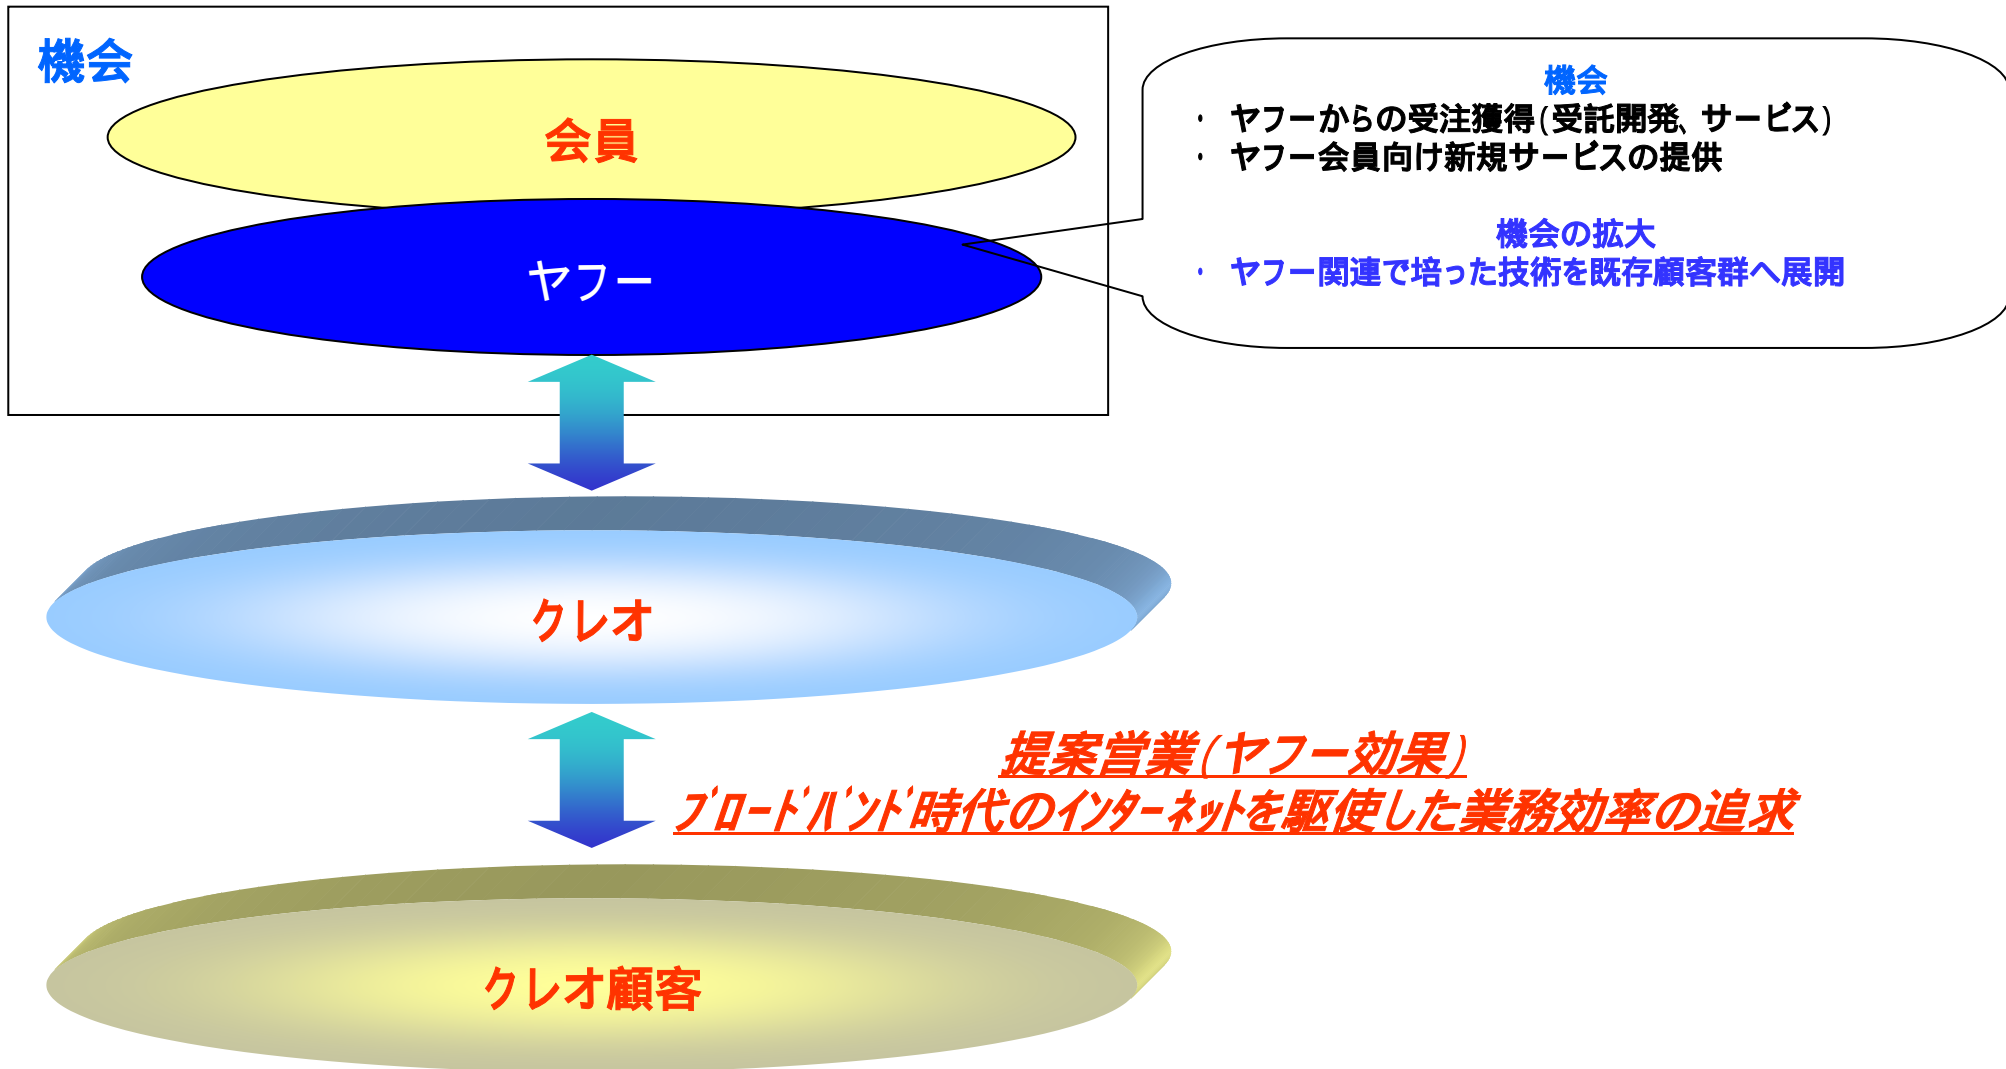 機会
会員
ヤフー
機会
・ ヤフーからの受注獲得(受託開発、サービス)
・ ヤフー会員向け新規サービスの提供
機会の拡大
・ ヤフー関連で培った技術を既存顧客群へ展開
クレオ
提案営業(ヤフー効果)
ﾌﾞﾛｰﾄﾞﾊﾞﾝﾄﾞ時代のｲﾝﾀｰﾈｯﾄを駆使した業務効率の追求
クレオ顧客